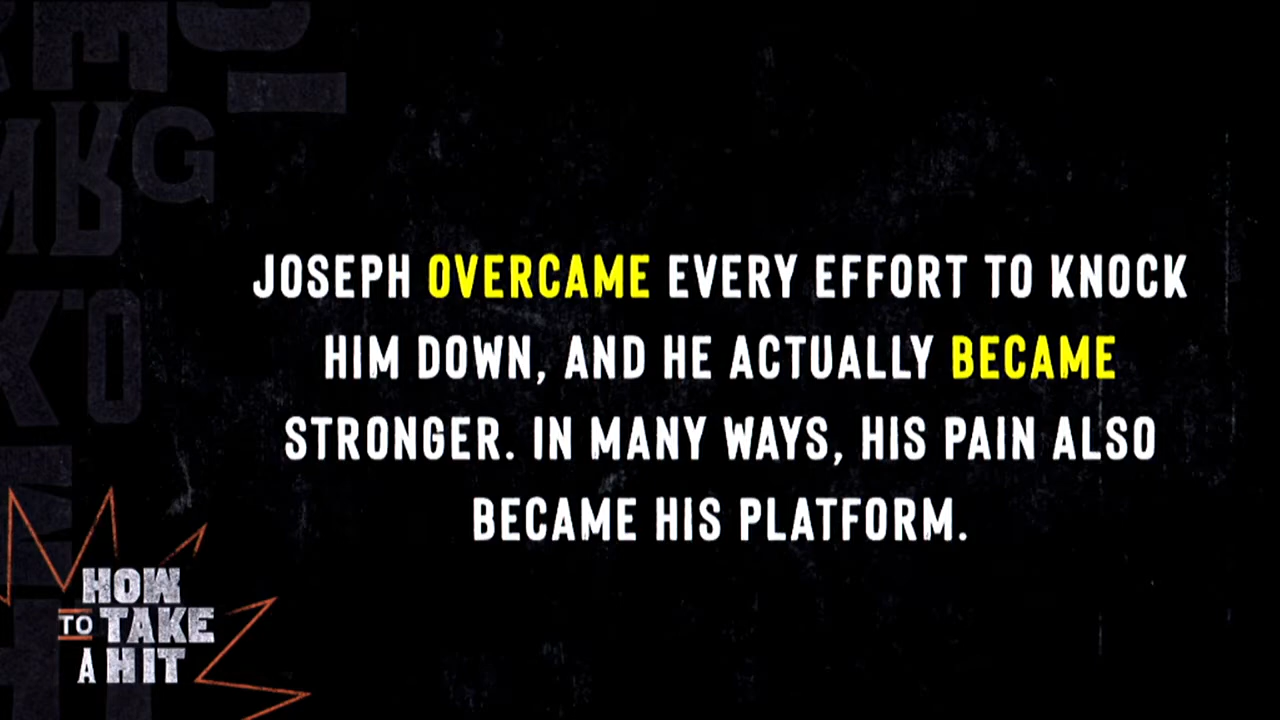 JOSEPH OVERCAME EVERY EFFORT TO KNOCK
HIM DOWN, AND HE ACTUALLY BECAME
STRONGER. IN MANY WAYS, HIS PAIN ALSO
BECAME HIS PLATFORM.
HOW
TO TAKE
A HIT